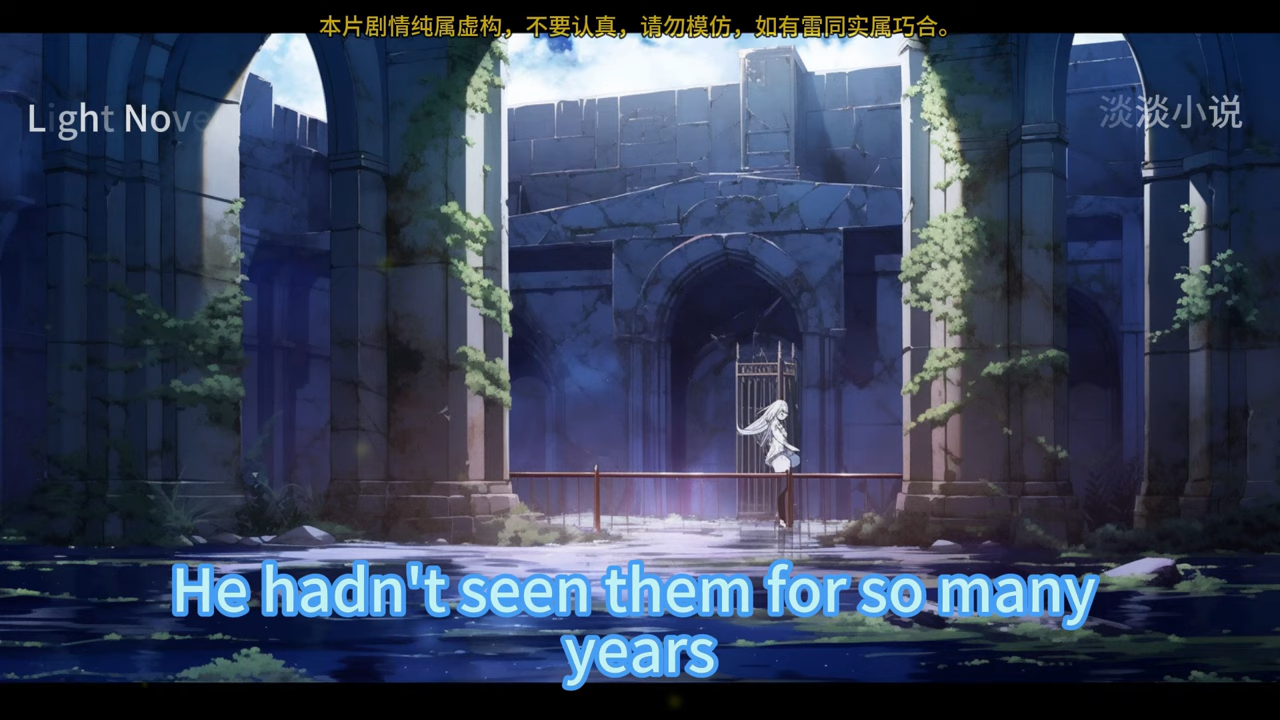 本片剧情纯属虚构，不要认真，请勿模仿，如有雷同实属巧合。
Light Nove
淡淡小说
He hadn't seen them for so many
years